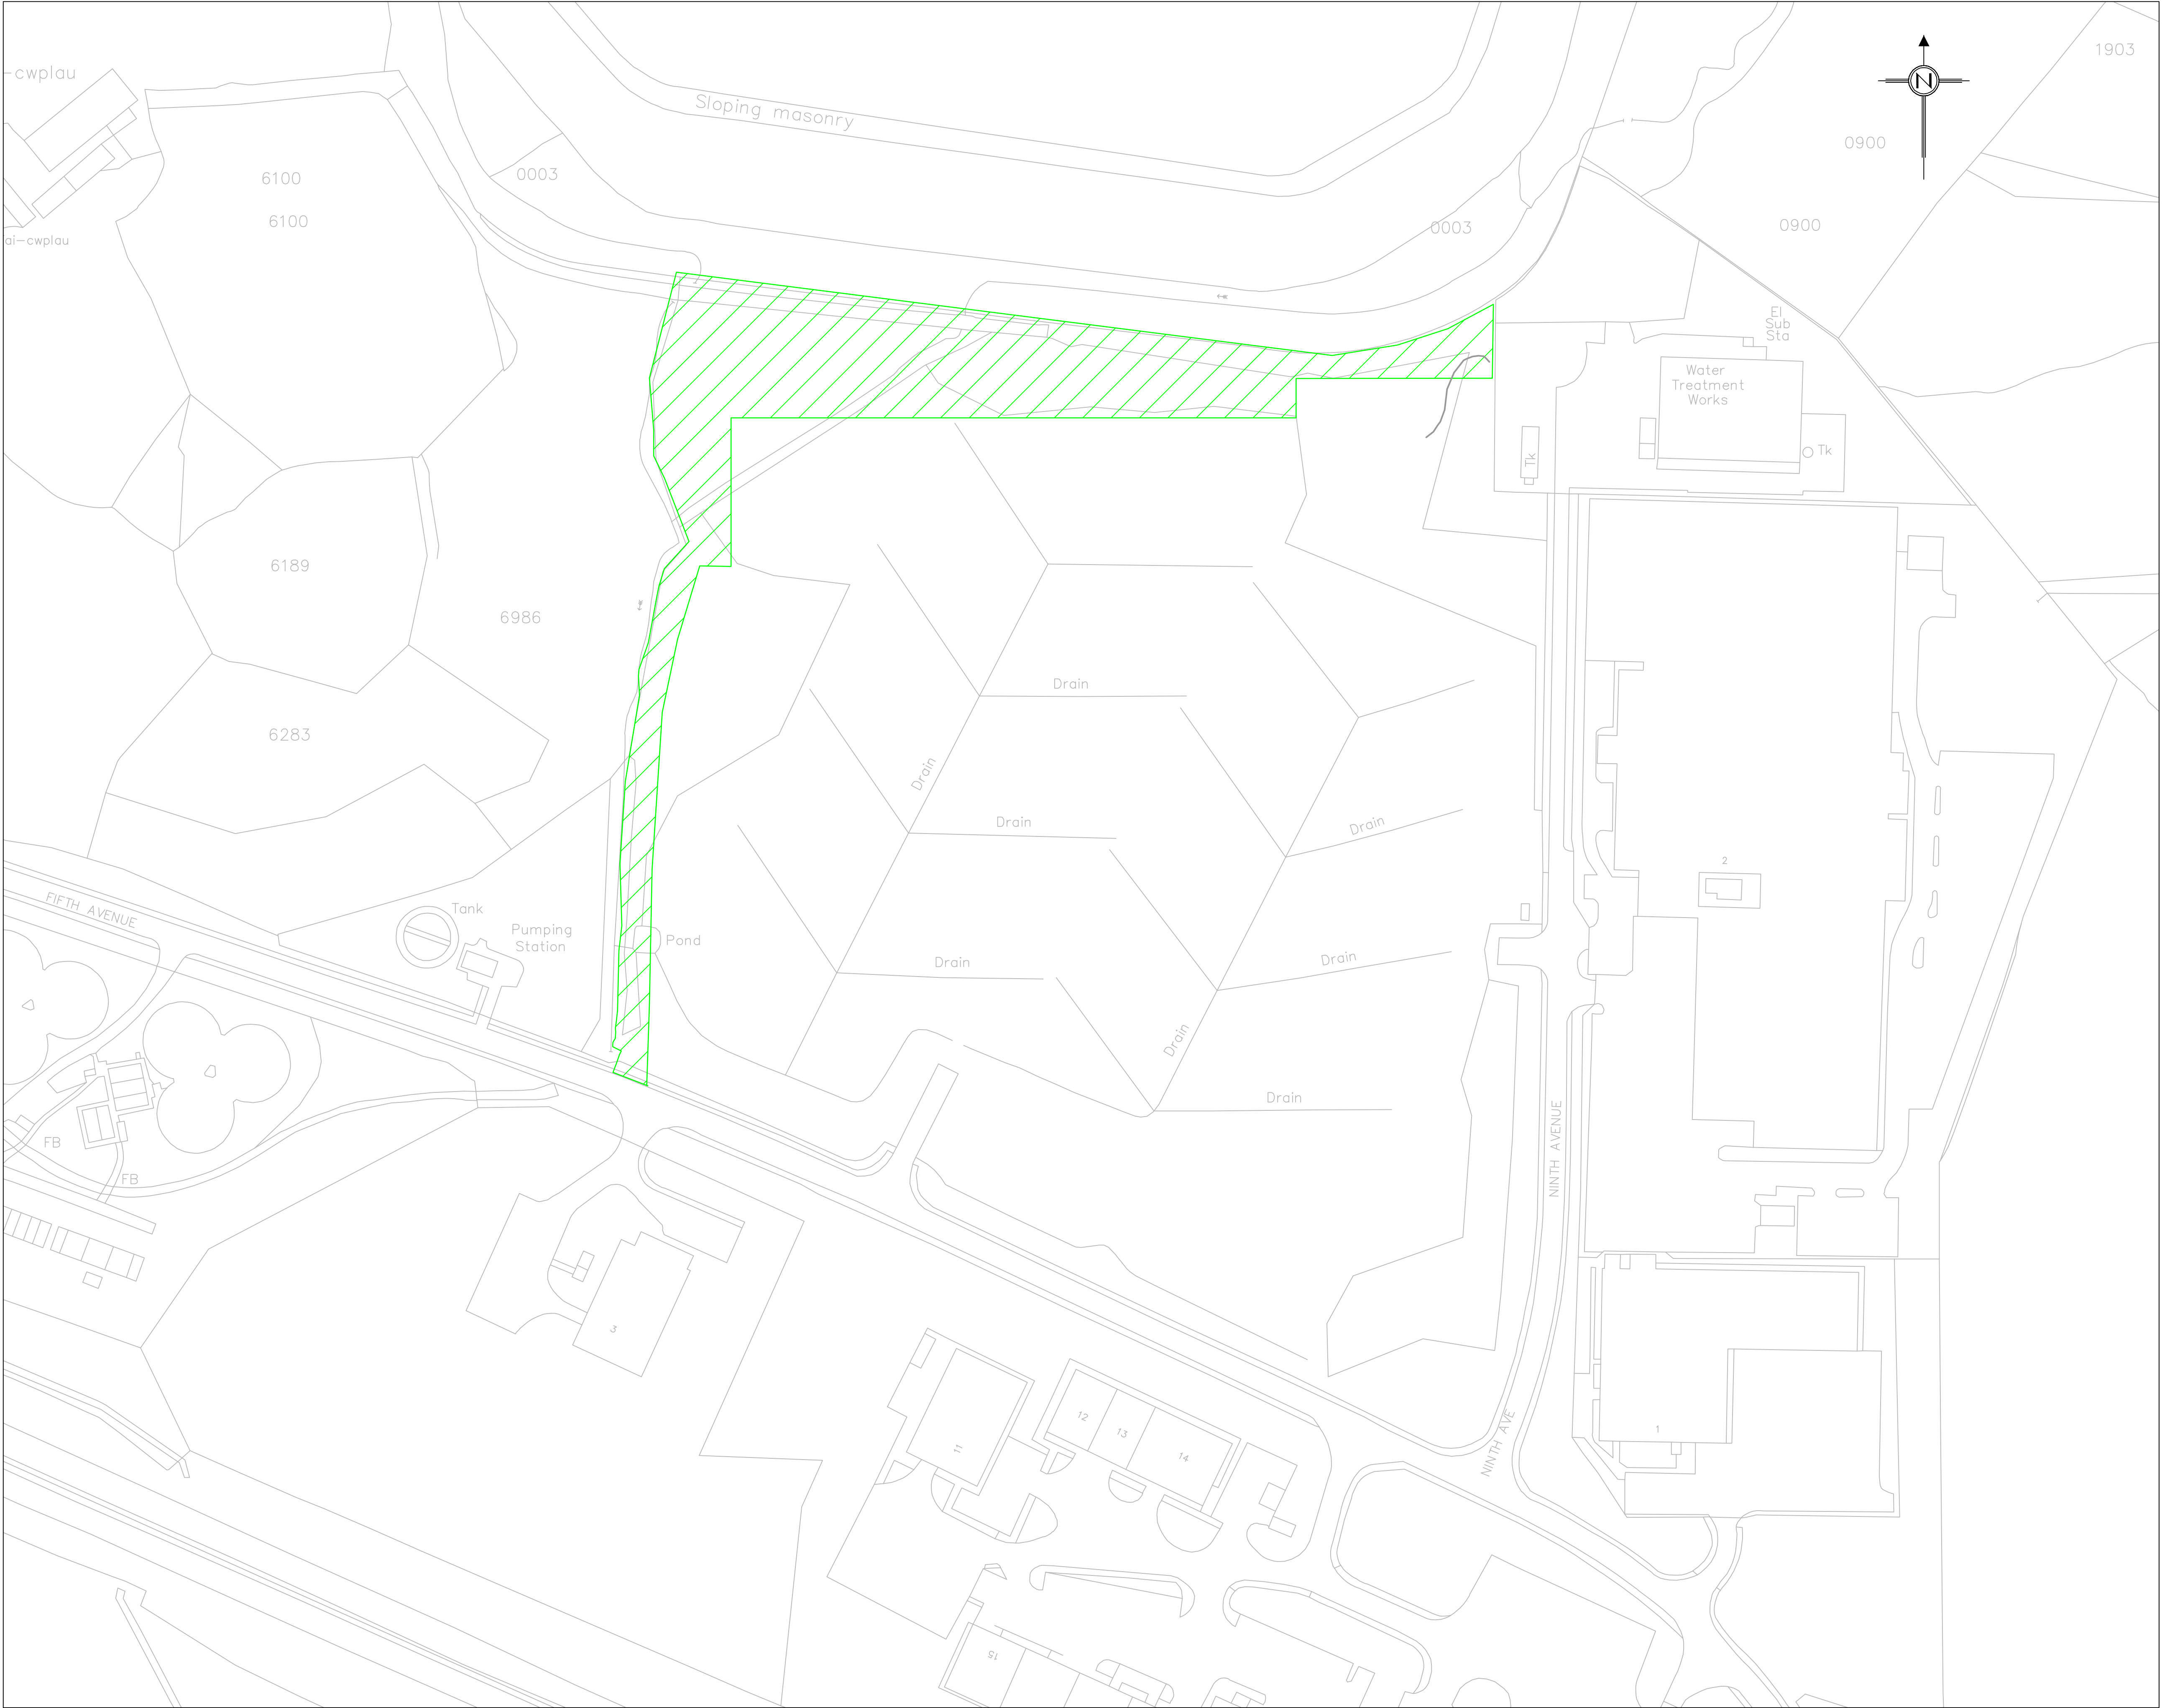 cwplau
1903
Sloping masonry
N
0900
6100
0003
6100
0003
0900
ai-cwplau
El
Sub
Sta
Water
Treatment
Works
Tk
Tk
6189
6986
Drain
6283
Drain
Drain
Drain
2
FIFTH AVENUE
Tank
Pumping
Station
Pond
Drain
Drain
Drain
Drain
NINTH AVENUE
FB
FB
3
12
13
14
11
NINTH AVE
1
15